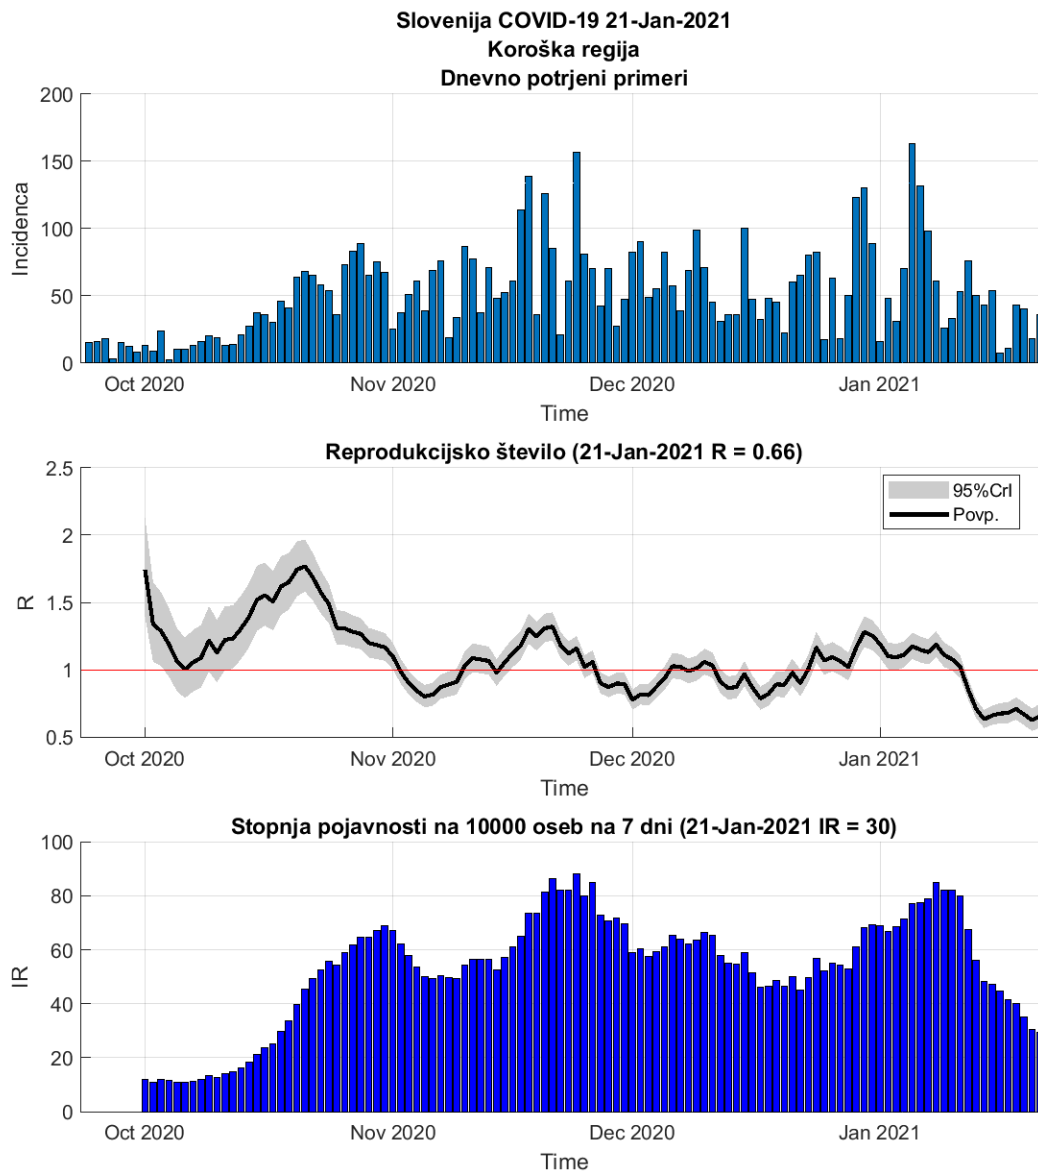 Slovenija COVID-19 21-Jan-2021
Koroška regija
Dnevno potrjeni primeri
200
150
100
50
0
Incidenca
Oct 2020 Nov 2020 Dec 2020 Jan 2021
Time
Reprodukcijsko število (21-Jan-2021 R = 0.66)
2.5
2
1.5
1
0.5
R
95%CrI
Povp.
Oct 2020 Nov 2020 Dec 2020 Jan 2021
Time
Stopnja pojavnosti na 10000 oseb na 7 dni (21-Jan-2021 IR = 30)
100
80
60
40
20
0
IR
Oct 2020 Nov 2020 Dec 2020 Jan 2021
Time